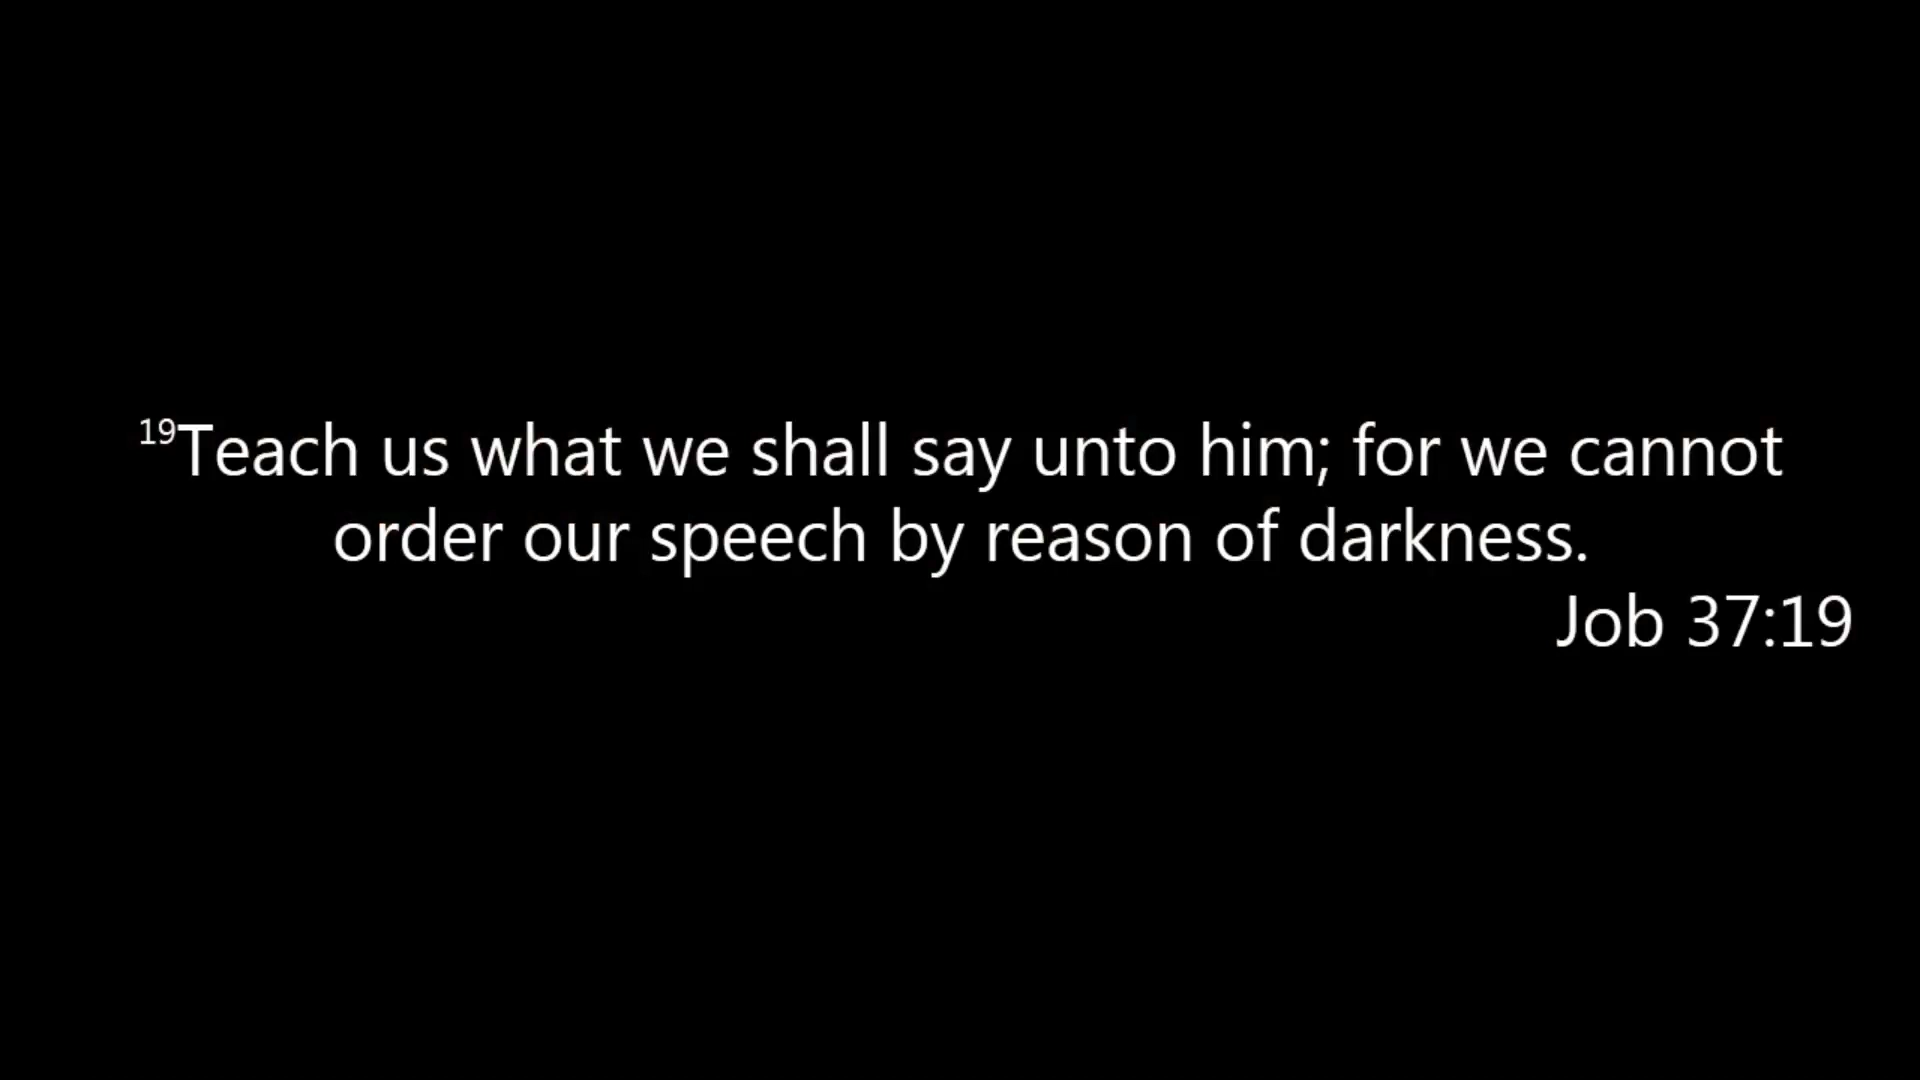 19Teach us what we shall say unto him; for we cannot
order our speech by reason of darkness.
Job 37:19